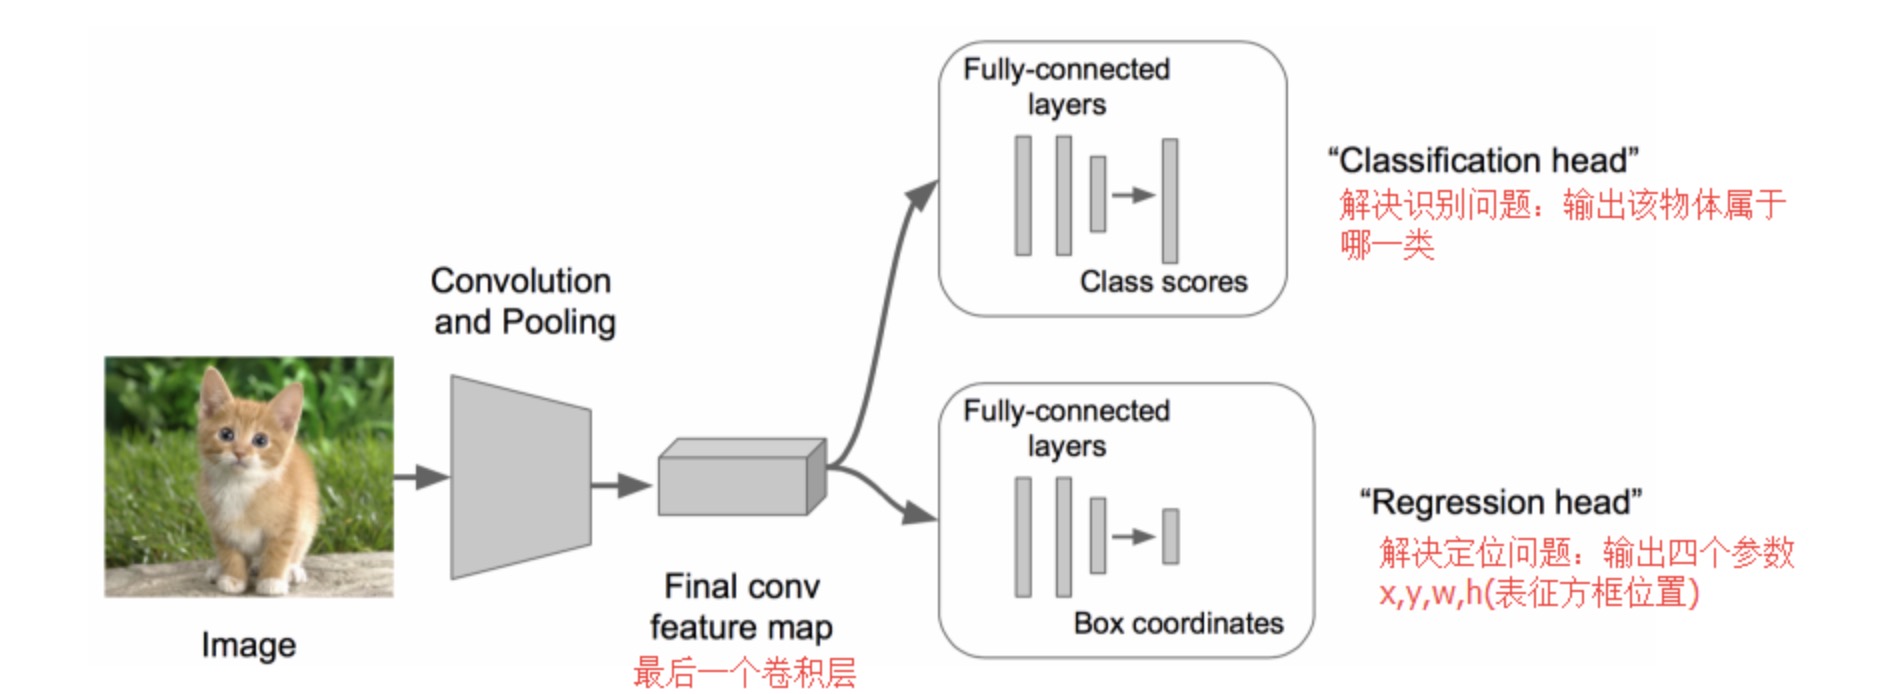 Fully-connected
layers
Class scores
“Classification head”
解决识别问题：输出该物体属于
哪一类
Convolution
and Pooling
Image
Final conv
feature map
最后一个卷积层
Fully-connected
layers
Box coordinates
“Regression head”
解决定位问题：输出四个参数
x,y,w,h(表征方框位置)